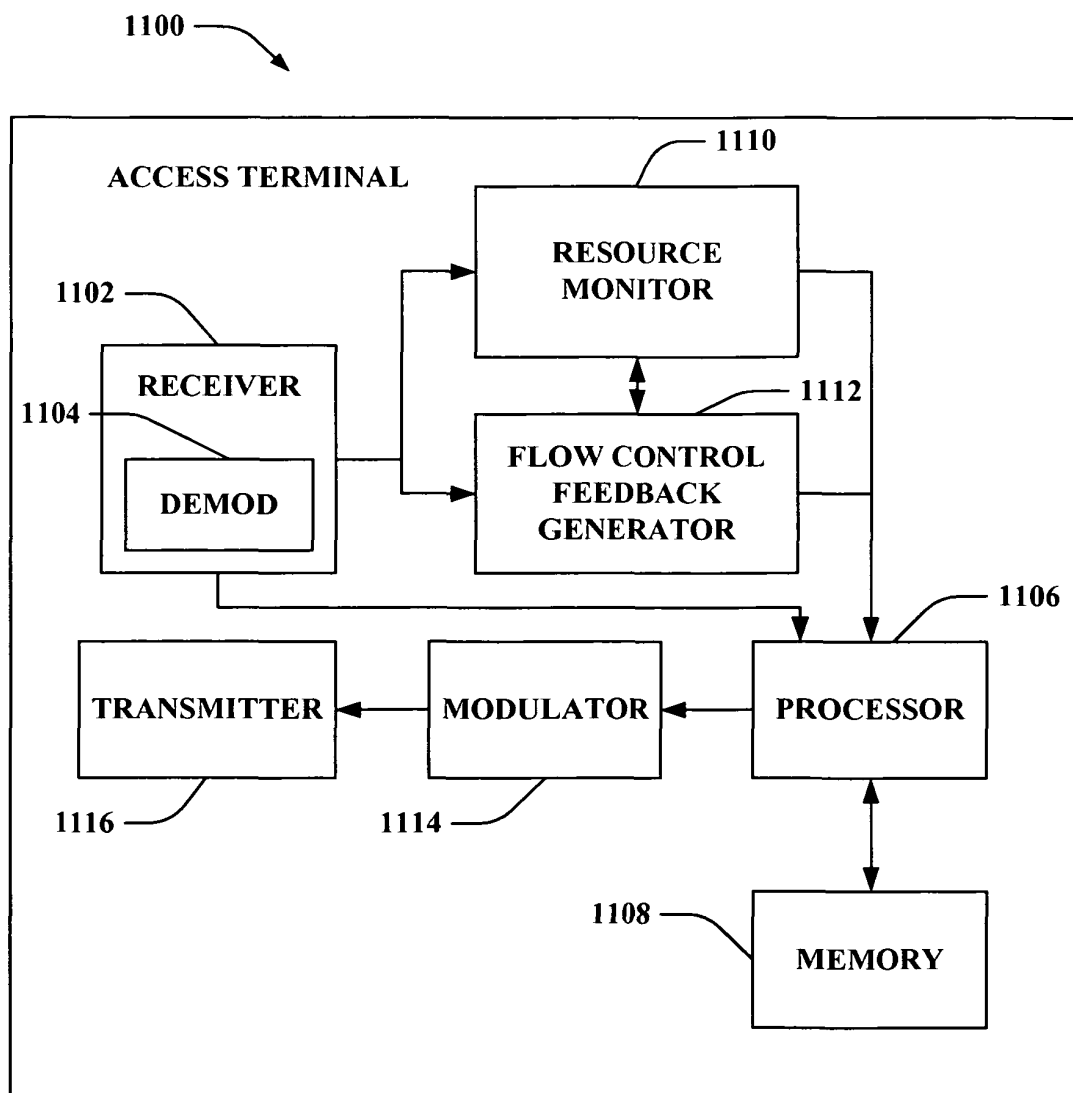 1100
ACCESS TERMINAL
1110
RESOURCE
MONITOR
1102
RECEIVER
1104
DEMOD
1112
FLOW CONTROL
FEEDBACK
GENERATOR
1106
TRANSMITTER
MODULATOR
PROCESSOR
1116
1114
1108
MEMORY